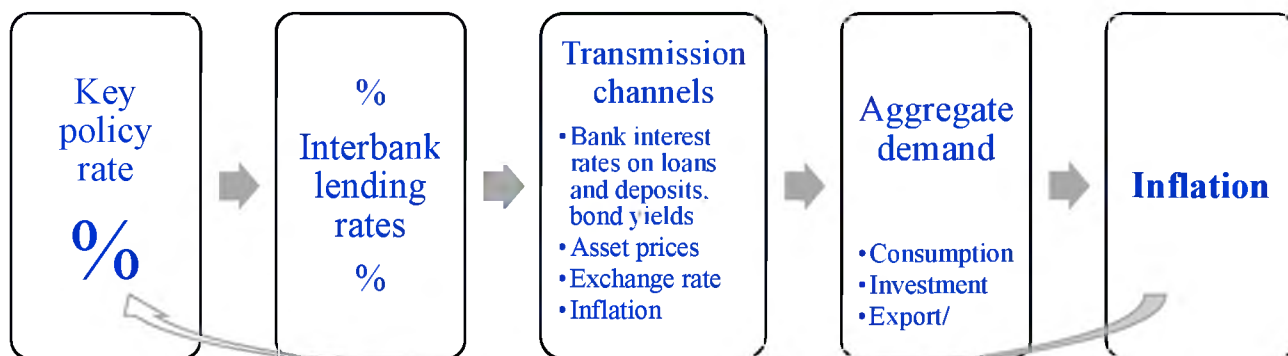 Key
policy
rate
%
%
Interbank
lending
rates
%
Transmission
channels
•Bank interest
rates on loans
and deposits.
bond yields
•Asset prices
•Exchange rate
•Inflation
Aggregate
demand
•Consumption
•Investment
•Export/
Inflation